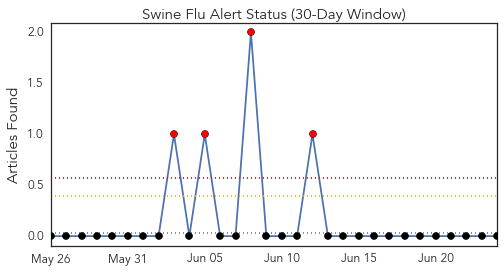 Swine Flu Alert Status (30-Day Window)
Articles Found
2.0
1.5
1.0
0.5
0.0
May 26
May 31
Jun 05
Jun 10
Jun 15
Jun 20